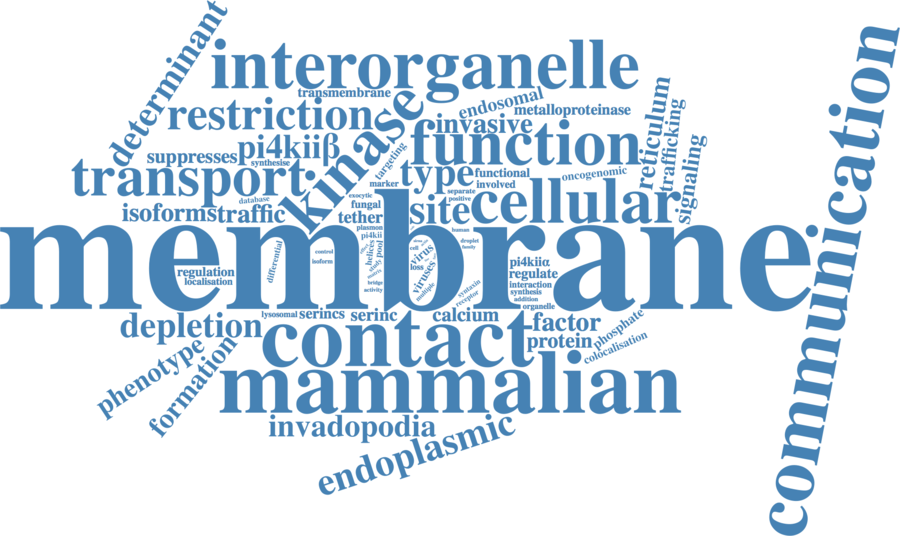 determinant
interorganelle
transmembrane
restriction
kinase
endosomal
metalloproteinase
invasive
function
reticulum
trafficking
signaling
communication
suppresses
pi4kiiβ
synthesise
targeting
transport
type
functional
involved
oncogenomic
database
marker
separate
positive
exocytic
isoforms
traffic
fungal
tether
site
cellular
plasmon
pi4kii
human
membrane
droplet
family
differential
control
isoform
helices
study
pool
matrix
bridge
activity
cell
virus
loss
viruses
multiple
regulation
localisation
pi4kiiα
regulate
interaction
synthesis
addition
organelle
syntaxin
receptor
lysosomal
serincs
serinc
calcium
depletion
contact
factor
protein
phosphate
colocalisation
phenotype
formation
mammalian
invadopodia
endoplasmic